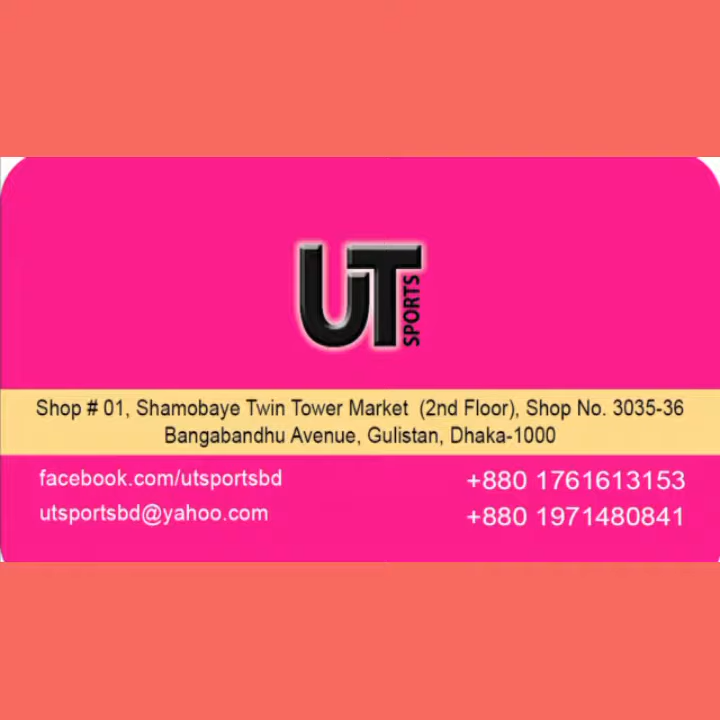 UT SPORTS
Shop # 01, Shamobaye Twin Tower Market (2nd Floor), Shop No. 3035-36
Bangabandhu Avenue, Gulistan, Dhaka-1000
facebook.com/utsportsbd
+880 1761613153
utsportsbd@yahoo.com
+880 1971480841